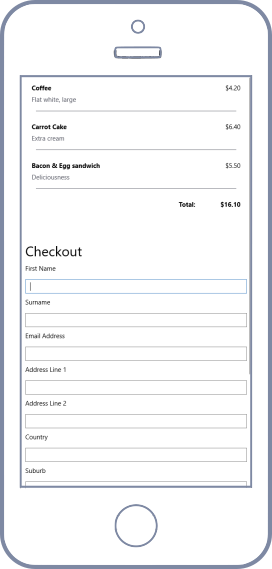 Coffee $4.20
Flat white, large
Carrot Cake $6.40
Extra cream
Bacon & Egg sandwich $5.50
Deliciousness
Total: $16.10
Checkout
First Name
Surname
Email Address
Address Line 1
Address Line 2
Country
Suburb